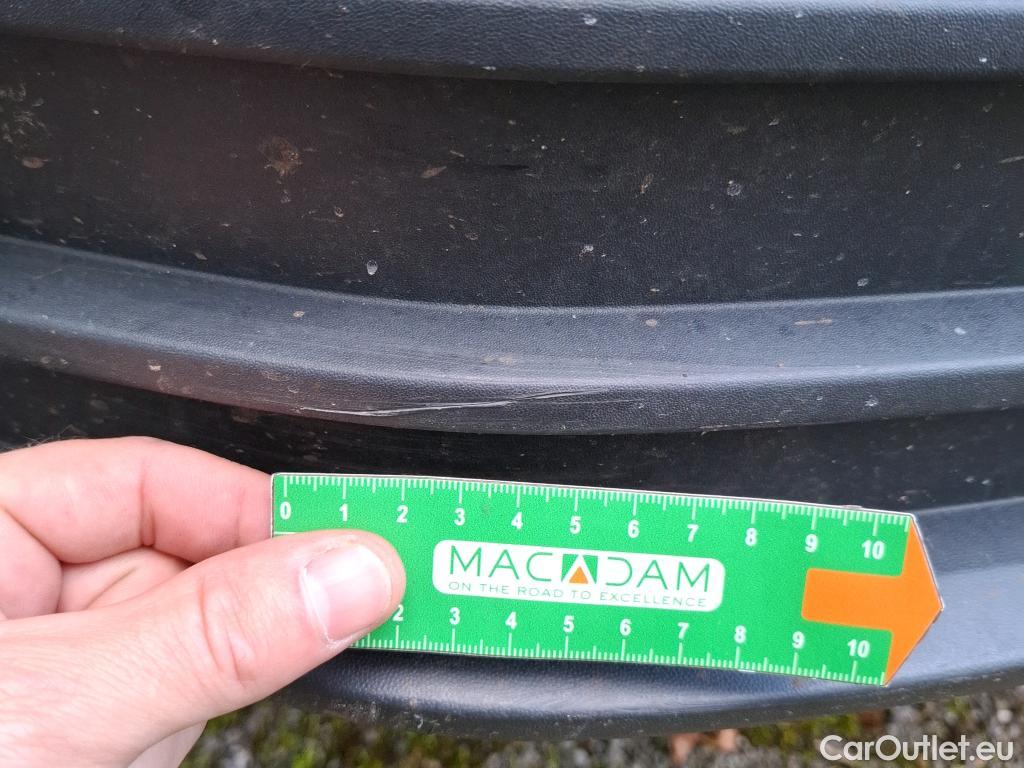 0 1 2 3 4 5 6 7 8 9 10
MACADAM
ON THE ROAD TO EXCELLENCE
2 3 4 5 6 7 8 9 10
CarOutlet.eu